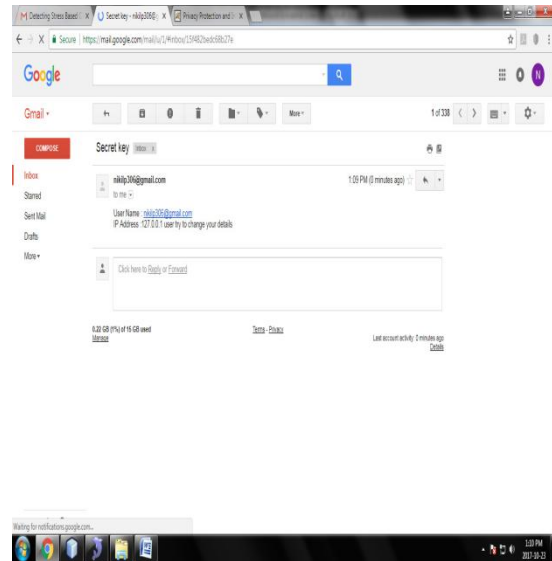 Detecting Stress Based
Secret key - nikilp306@g
Privacy Protection and
Secure | https://mail.google.com/mail/u/1/#inbox/15f482bedc68b27e
Google
N
Gmail
More
1 of 338
COMPOSE
Secret key Inbox x
Inbox
Starred
Sent Mail
Drafts
More
nikilp306@gmail.com
1:09 PM (0 minutes ago)
to me
User Name : nikilp306@gmail.com
IP Address :127.0.0.1 user try to change your details
Click here to Reply or Forward
0.22 GB (1%) of 15 GB used
Manage
Terms - Privacy
Last account activity: 0 minutes ago
Details
Waiting for notifications.google.com...
1:10 PM
2017-10-23